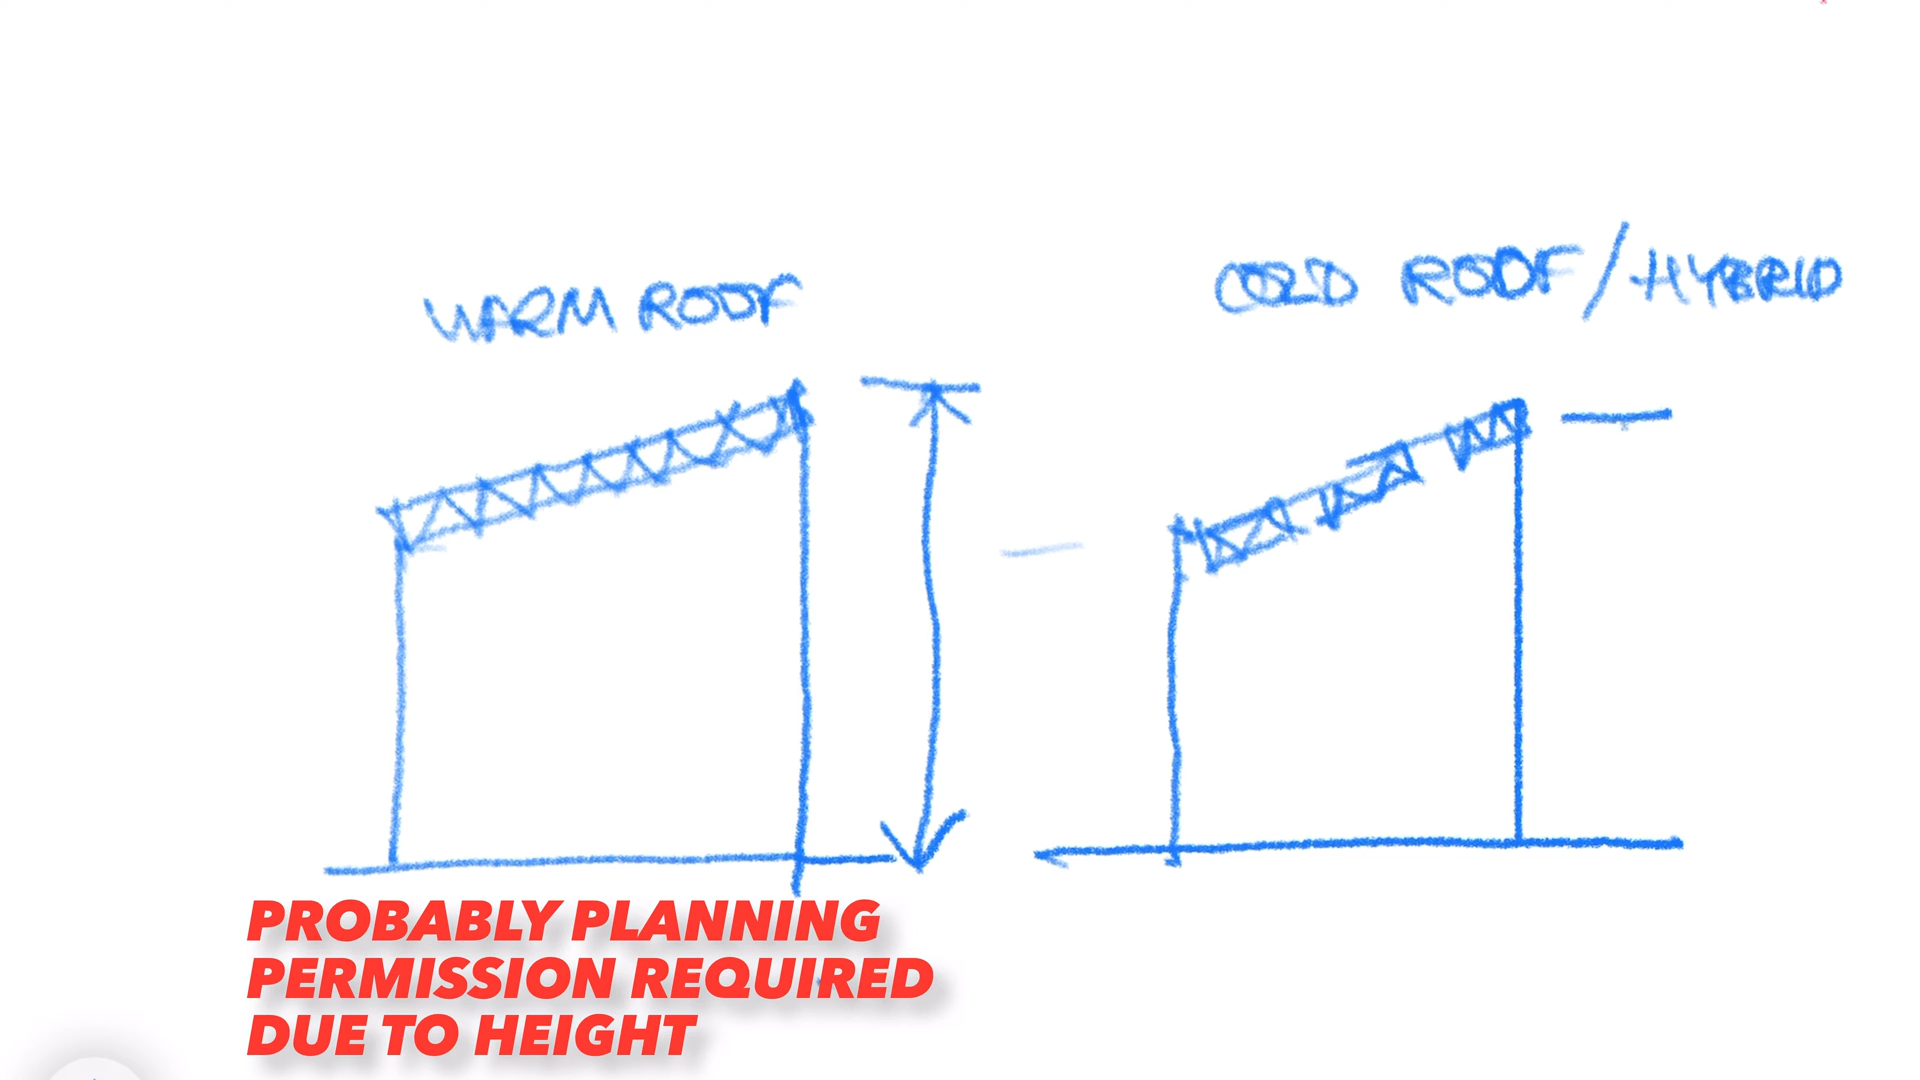 WARM ROOF
COLD ROOF/HYBRID
PROBABLY PLANNING
PERMISSION REQUIRED
DUE TO HEIGHT